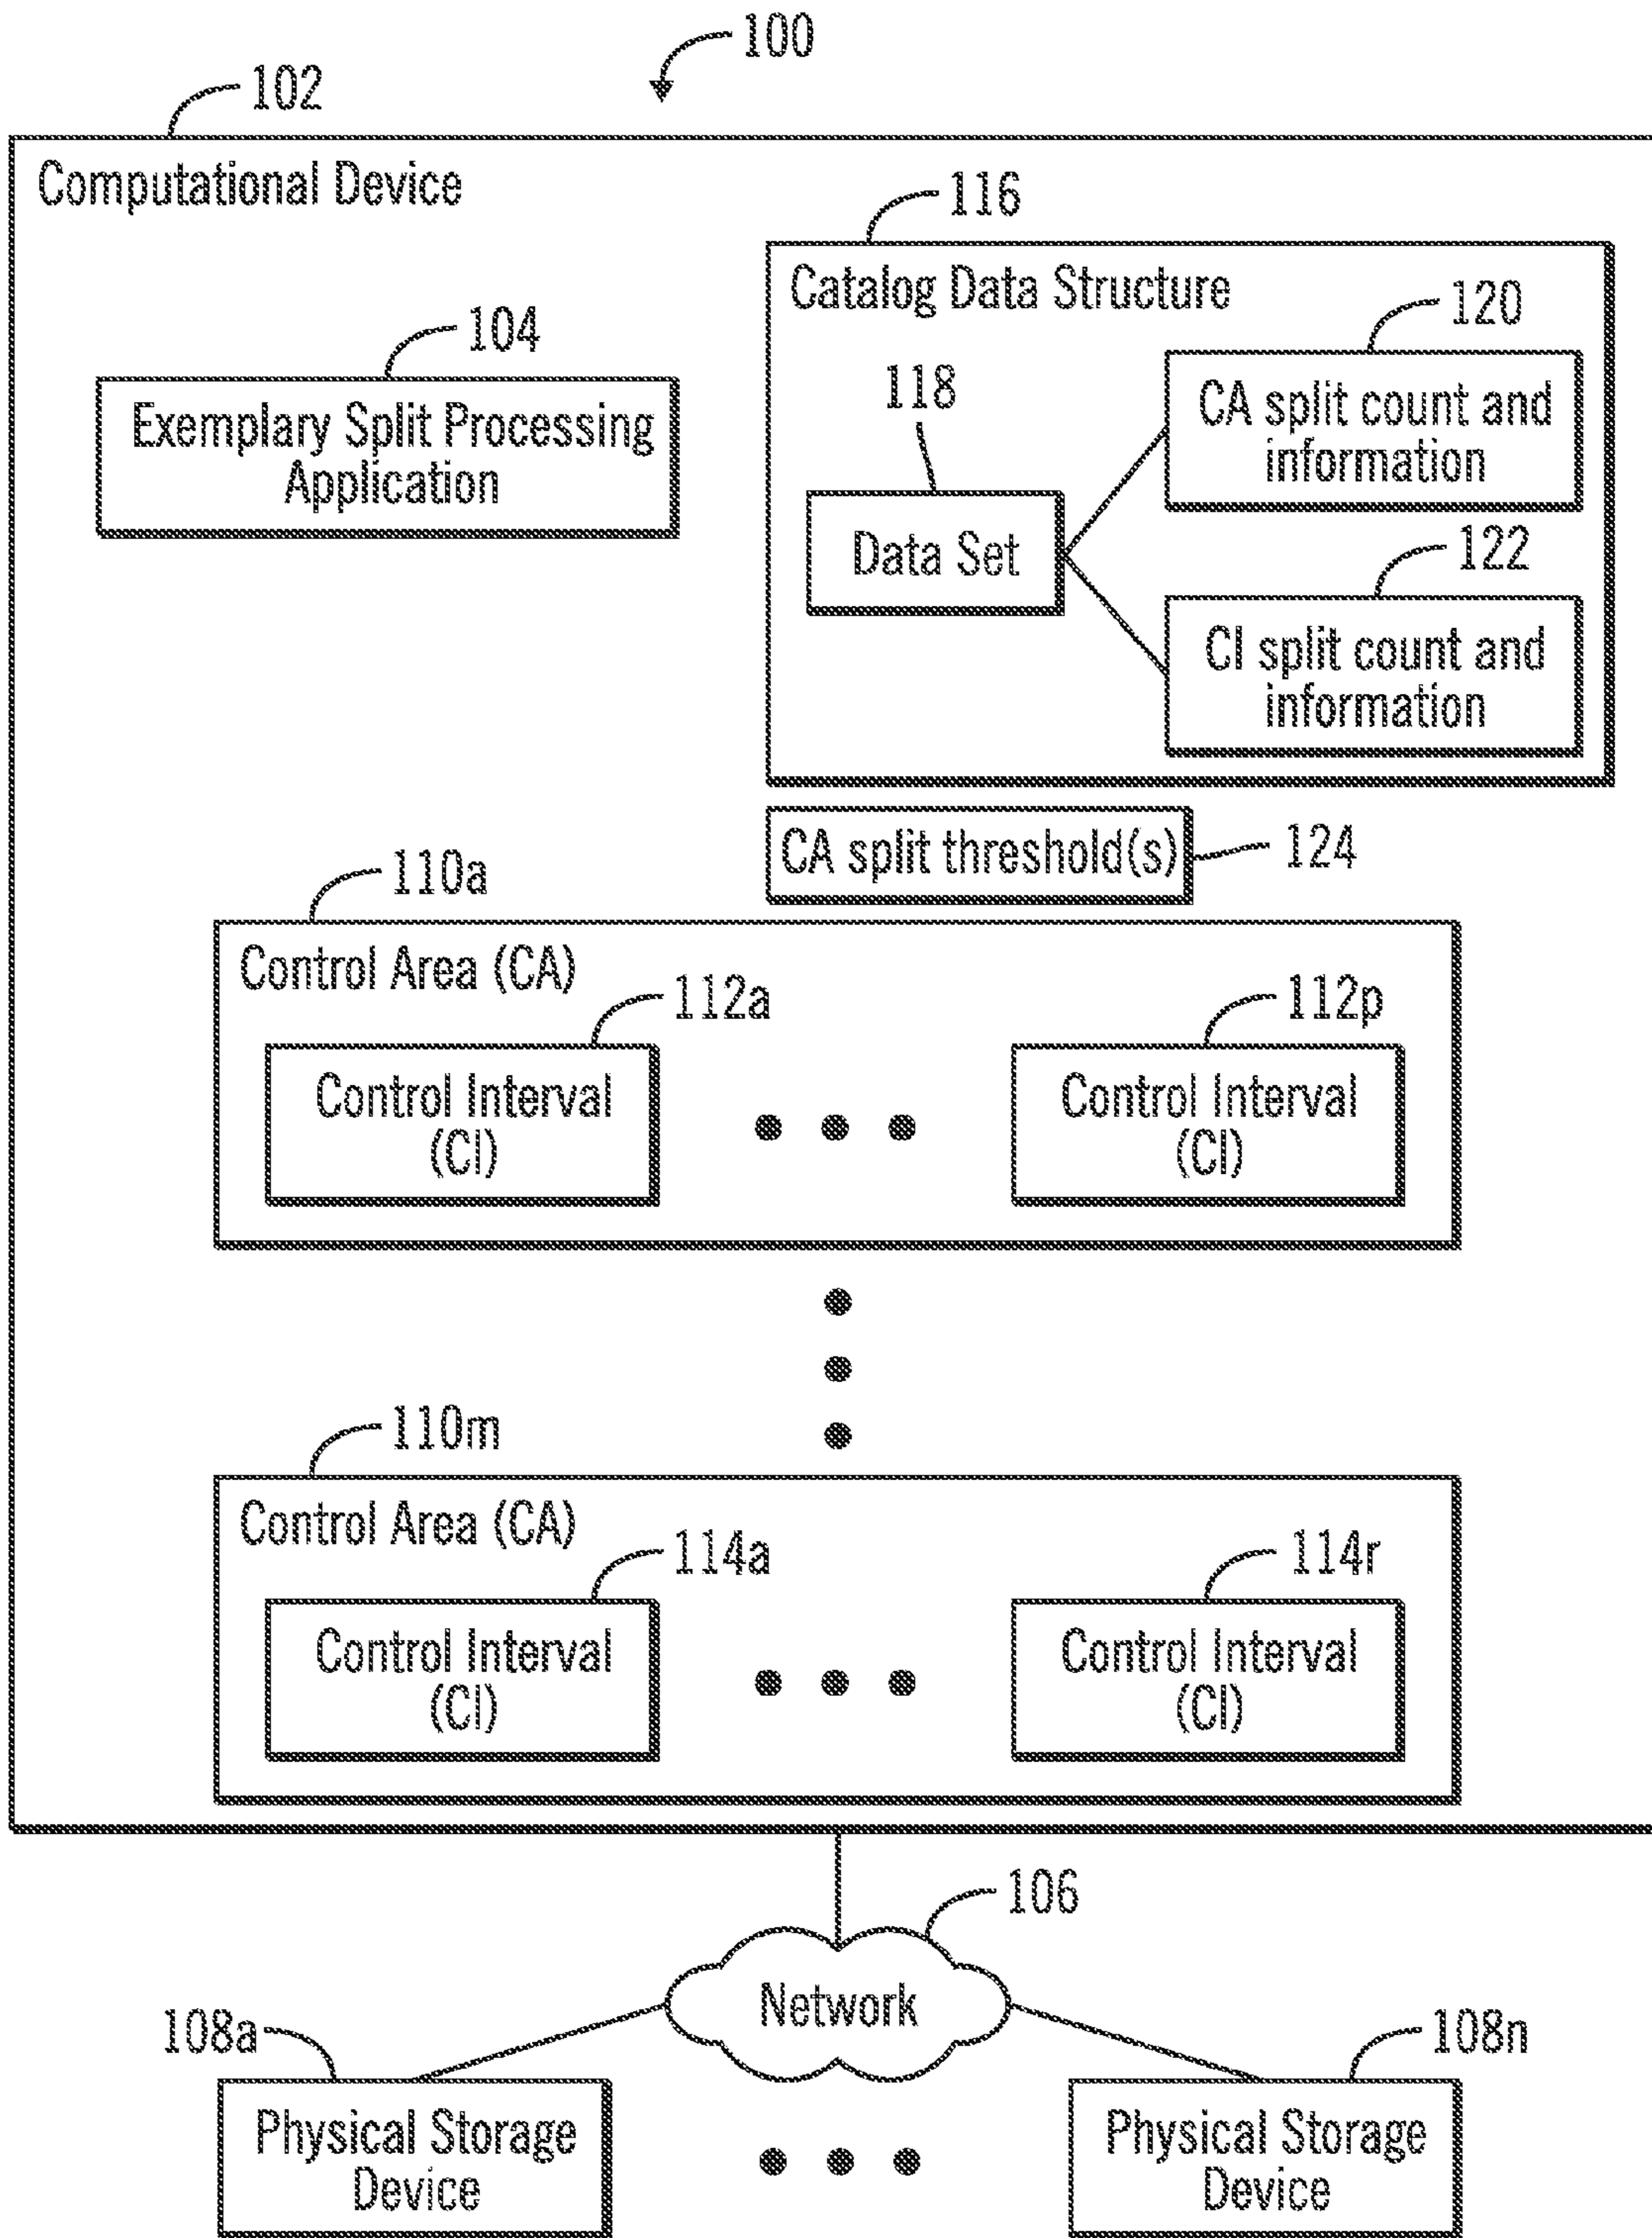 100
102
Computational Device
116
Catalog Data Structure
104
120
Exemplary Split Processing
Application
118
CA split count and
information
Data Set
122
CI split count and
information
CA split threshold(s)
124
110a
Control Area (CA)
112a
112p
Control Interval
(CI)
Control Interval
(CI)
110m
Control Area (CA)
114a
114r
Control Interval
(CI)
Control Interval
(CI)
106
Network
108a
108n
Physical Storage
Device
Physical Storage
Device